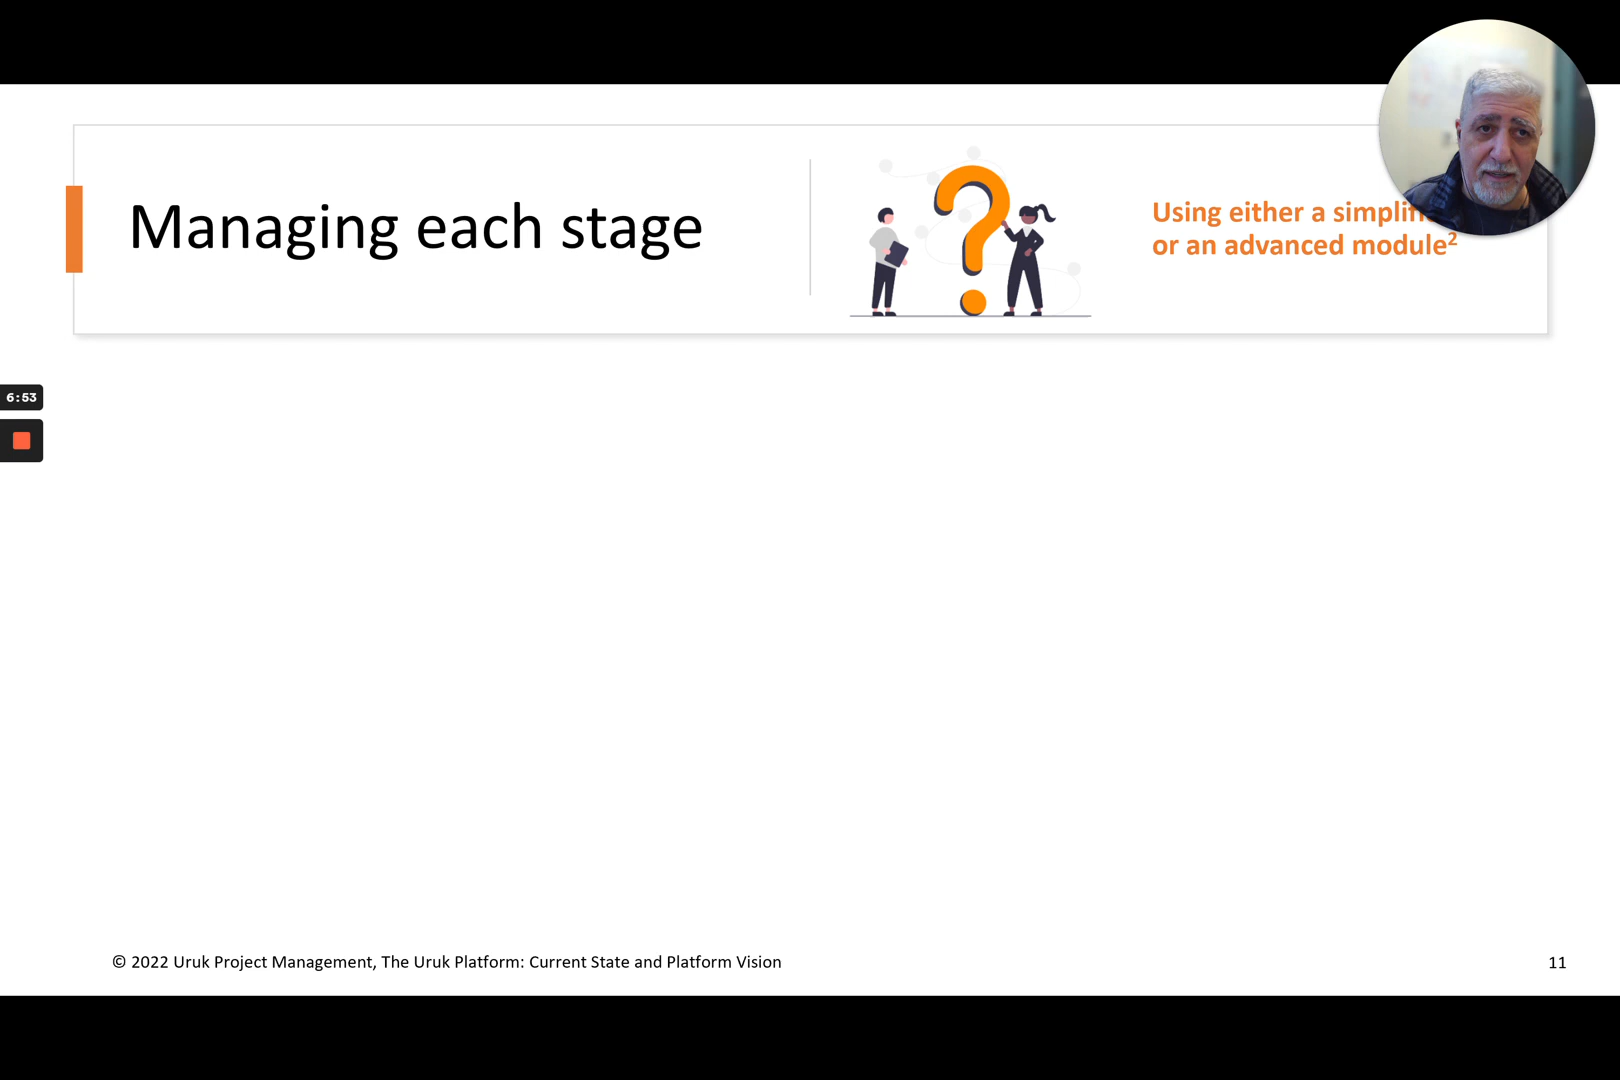 Managing each stage
Using either a
or an advanced module²
6:53
© 2022 Uruk Project Management, The Uruk Platform: Current State and Platform Vision
11